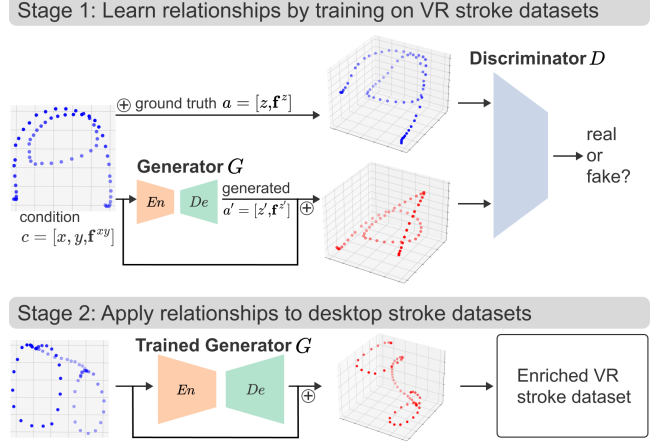 Stage 1: Learn relationships by training on VR stroke datasets
Discriminator D
⊕ ground truth a = [z,f^z]
Generator G
real
or
fake?
En
De
generated
a′ = [z′,f^z′]
⊕
condition
c = [x, y,f^xy]
Stage 2: Apply relationships to desktop stroke datasets
Trained Generator G
En
De
⊕
Enriched VR
stroke dataset